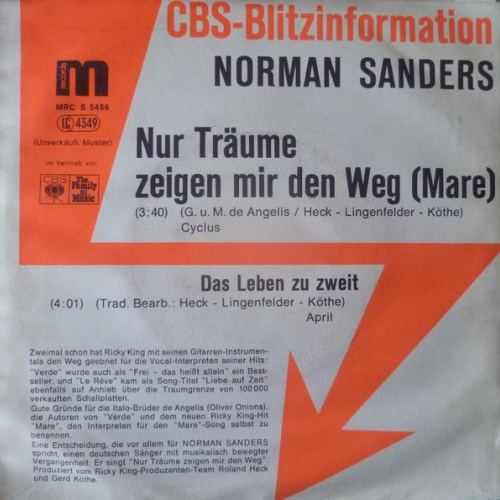 CBS-Blitzinformation
NORMAN SANDERS
records
m
MRC S 5456
LC 4349
(Unverkäufl. Muster)
im Vertrieb von:
CBS The Family of Music
Nur Träume
zeigen mir den Weg (Mare)
(3:40) (G. u. M. de Angelis / Heck - Lingenfelder - Köthe)
Cyclus
Das Leben zu zweit
(4:01) (Trad. Bearb.: Heck - Lingenfelder - Köthe)
April
Zweimal schon hat Ricky King mit seinen Gitarren-Instrumen-
tals den Weg geebnet für die Vocal-Interpreten seiner Hits:
"Verde" wurde auch als "Frei - das heißt allein" ein Best-
seller, und "Le Rêve" kam als Song-Titel "Liebe auf Zeit"
ebenfalls auf Anhieb über die Traumgrenze von 100000
verkauften Schallplatten.
Gute Gründe für die Italo-Brüder de Angelis (Oliver Onions),
die Autoren von "Verde" und dem neuen Ricky King-Hit
"Mare", den Interpreten für den "Mare"-Song selbst zu
benennen.
Eine Entscheidung, die vor allem für NORMAN SANDERS
spricht, einen deutschen Sänger mit musikalisch bewegter
Vergangenheit. Er singt "Nur Träume zeigen mir den Weg".
Produziert vom Ricky King-Produzenten-Team Roland Heck
und Gerd Köthe.